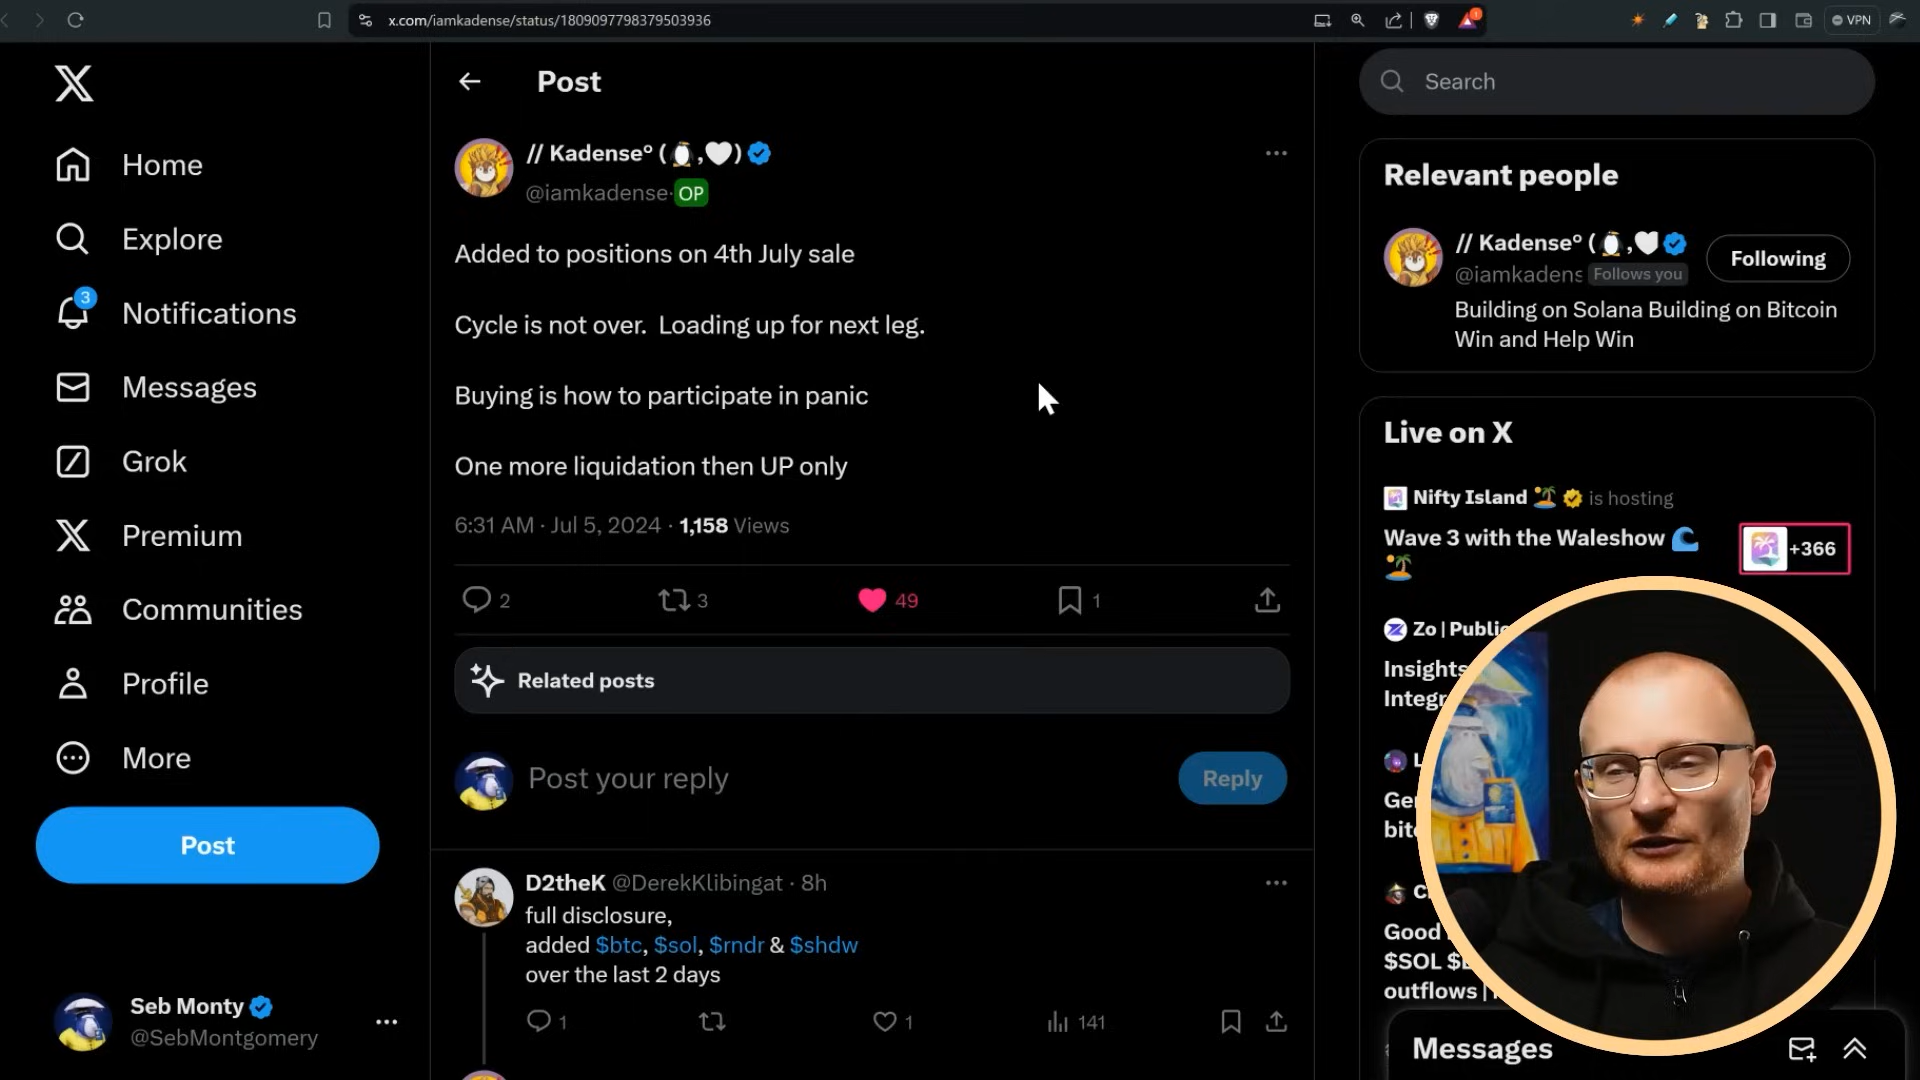 x.com/iamkadense/status/1809097798379503936
VPN
Home
Explore
3
Notifications
Messages
Grok
Premium
Communities
Profile
More
Post
Seb Monty
@SebMontgomery
Post
// Kadense° (🐧,🤍)
@iamkadense· OP
Added to positions on 4th July sale
Cycle is not over.  Loading up for next leg.
Buying is how to participate in panic
One more liquidation then UP only
6:31 AM · Jul 5, 2024 · 1,158 Views
2 3 49 1
Related posts
Post your reply
Reply
D2theK @DerekKlibingat · 8h
full disclosure,
added $btc, $sol, $rndr & $shdw
over the last 2 days
1 1 141
Search
Relevant people
// Kadense° (🐧,🤍
@iamkadens Follows you
Following
Building on Solana Building on Bitcoin
Win and Help Win
Live on X
Nifty Island 🏝️ is hosting
Wave 3 with the Waleshow 🌊
🏝️
+366
Zo | Public
Insights
Good
$SOL
outflows |
Messages